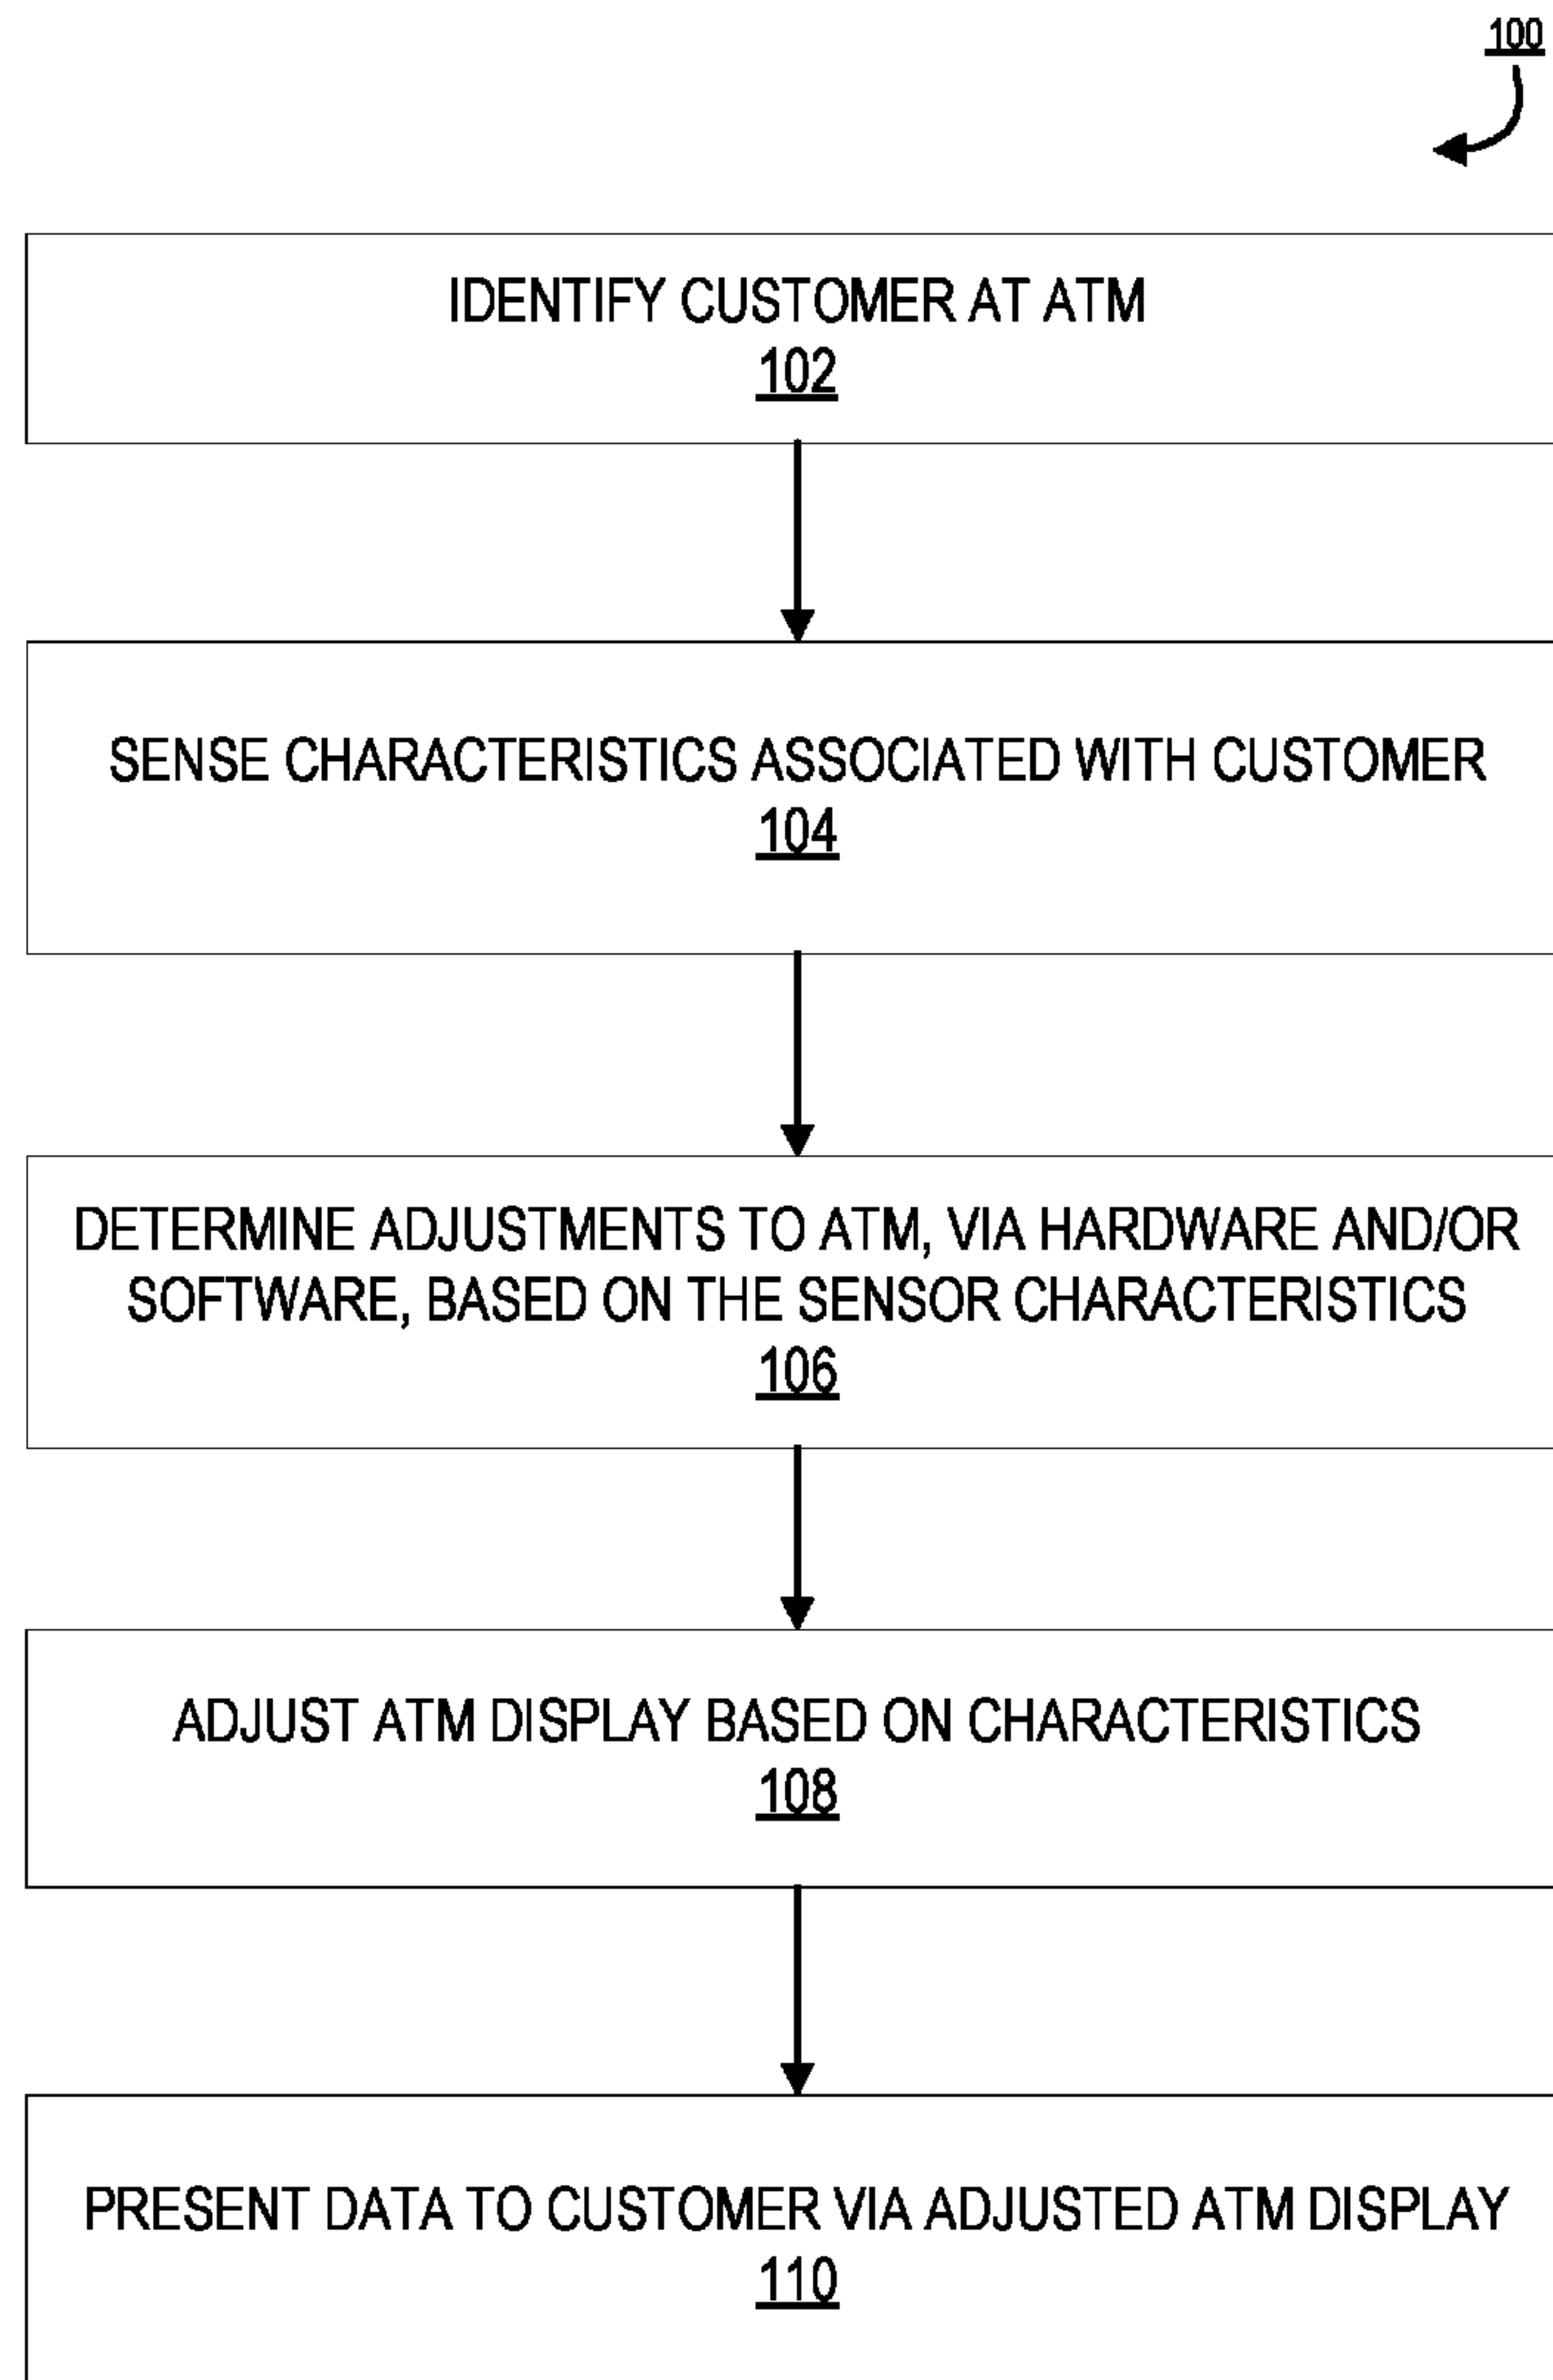 100
IDENTIFY CUSTOMER AT ATM
102
SENSE CHARACTERISTICS ASSOCIATED WITH CUSTOMER
104
DETERMINE ADJUSTMENTS TO ATM, VIA HARDWARE AND/OR
SOFTWARE, BASED ON THE SENSOR CHARACTERISTICS
106
ADJUST ATM DISPLAY BASED ON CHARACTERISTICS
108
PRESENT DATA TO CUSTOMER VIA ADJUSTED ATM DISPLAY
110